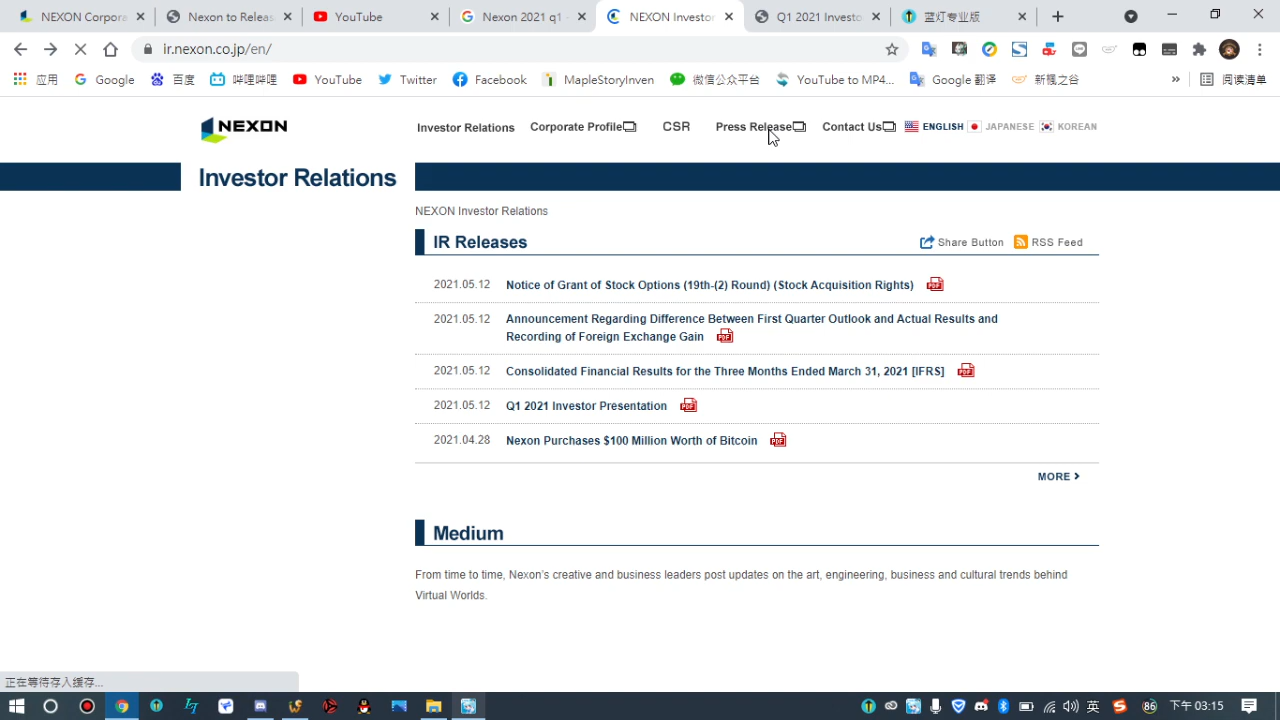 NEXON Corpora
Nexon to Releas
YouTube
Nexon 2021 q1
NEXON Investor
Q1 2021 Investo
蓝灯专业版
ir.nexon.co.jp/en/
应用
Google
百度
哔哩哔哩
YouTube
Twitter
Facebook
MapleStoryInven
微信公众平台
YouTube to MP4...
Google 翻译
新楓之谷
»
阅读清单
NEXON
Investor Relations
Corporate Profile
CSR
Press Release
Contact Us
ENGLISH
JAPANESE
KOREAN
Investor Relations
NEXON Investor Relations
IR Releases
Share Button
RSS Feed
2021.05.12 Notice of Grant of Stock Options (19th-(2) Round) (Stock Acquisition Rights) PDF
2021.05.12 Announcement Regarding Difference Between First Quarter Outlook and Actual Results and
Recording of Foreign Exchange Gain PDF
2021.05.12 Consolidated Financial Results for the Three Months Ended March 31, 2021 [IFRS] PDF
2021.05.12 Q1 2021 Investor Presentation PDF
2021.04.28 Nexon Purchases $100 Million Worth of Bitcoin PDF
MORE
Medium
From time to time, Nexon's creative and business leaders post updates on the art, engineering, business and cultural trends behind
Virtual Worlds.
正在等待存入缓存...
英
86
下午 03:15